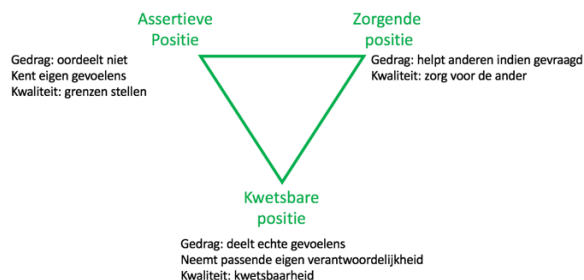 Assertieve
Positie
Gedrag: oordeelt niet
Kent eigen gevoelens
Kwaliteit: grenzen stellen
Zorgende
positie
Gedrag: helpt anderen indien gevraagd
Kwaliteit: zorg voor de ander
Kwetsbare
positie
Gedrag: deelt echte gevoelens
Neemt passende eigen verantwoordelijkheid
Kwaliteit: kwetsbaarheid